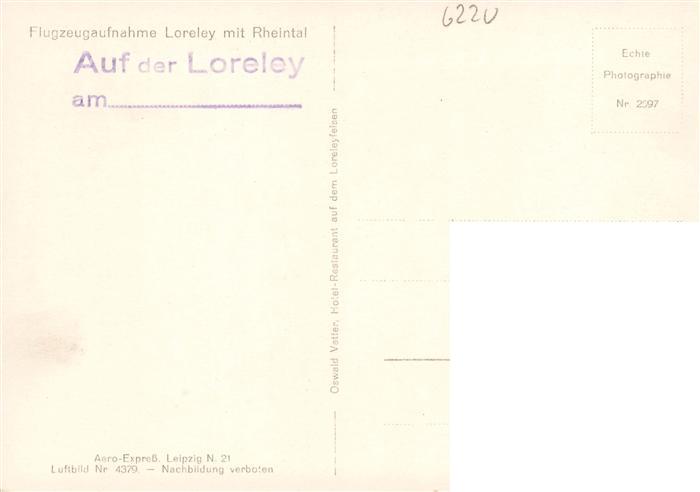 Flugzeugaufnahme Loreley mit Rheintal
Auf der Loreley
am
6220
Echte
Photographie
Nr. 2597
Oswald Vetter, Hotel-Restaurant auf dem Loreleyfelsen
Aero-Expreß. Leipzig N. 21
Luftbild Nr 4379. — Nachbildung verboten